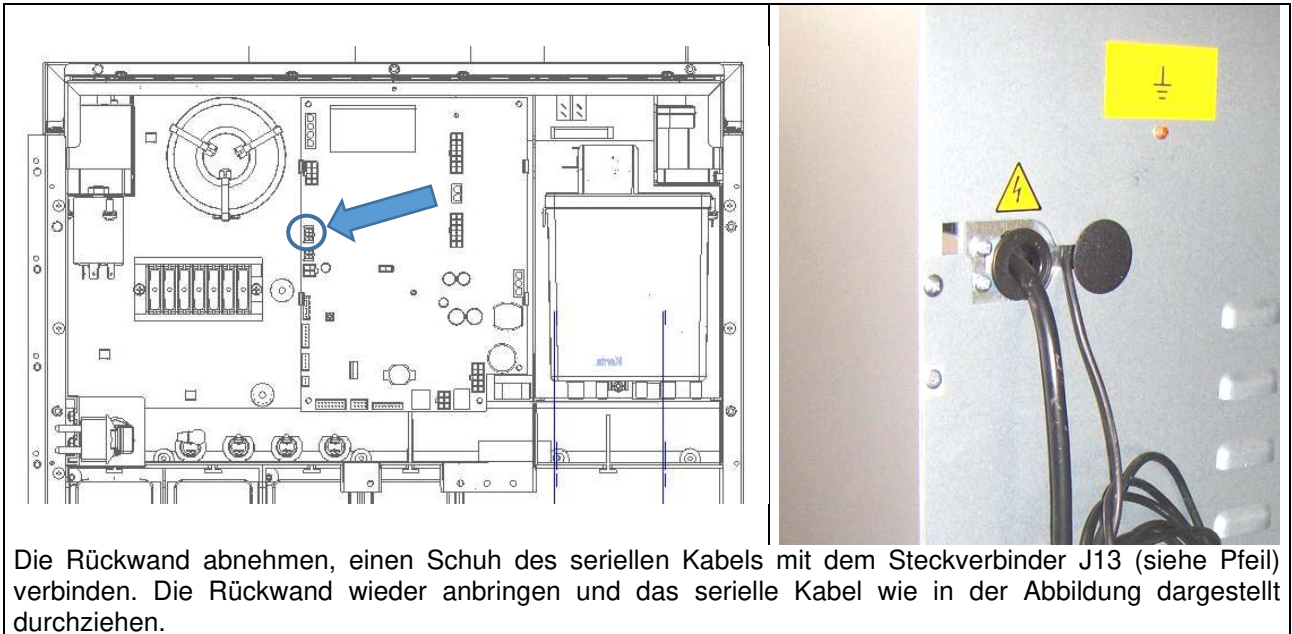 Kerta
Die Rückwand abnehmen, einen Schuh des seriellen Kabels mit dem Steckverbinder J13 (siehe Pfeil)
verbinden. Die Rückwand wieder anbringen und das serielle Kabel wie in der Abbildung dargestellt
durchziehen.